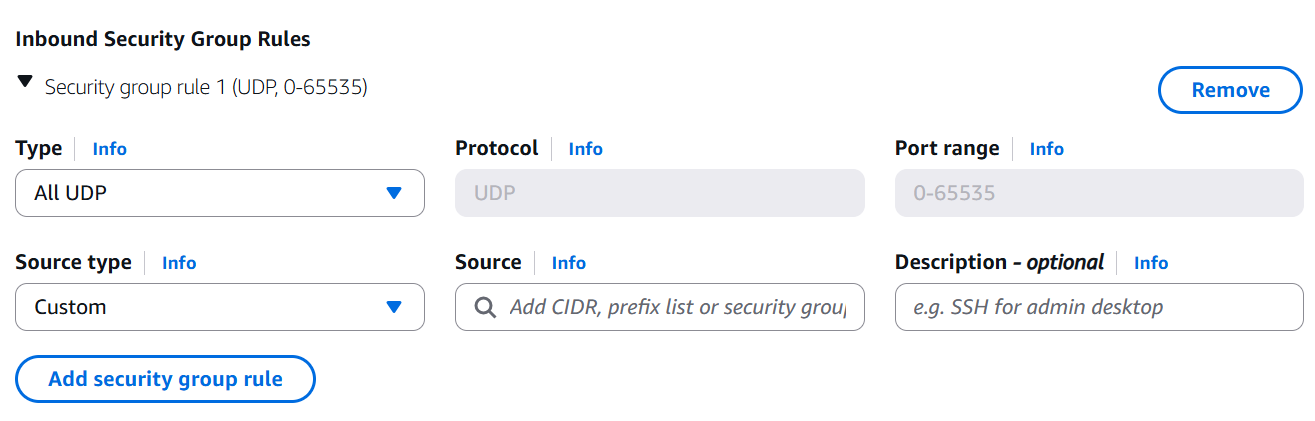 Inbound Security Group Rules
Security group rule 1 (UDP, 0-65535)
Remove
Type Info
Protocol Info
Port range Info
All UDP
UDP
0-65535
Source type Info
Source Info
Description - optional Info
Custom
Add CIDR, prefix list or security group
e.g. SSH for admin desktop
Add security group rule